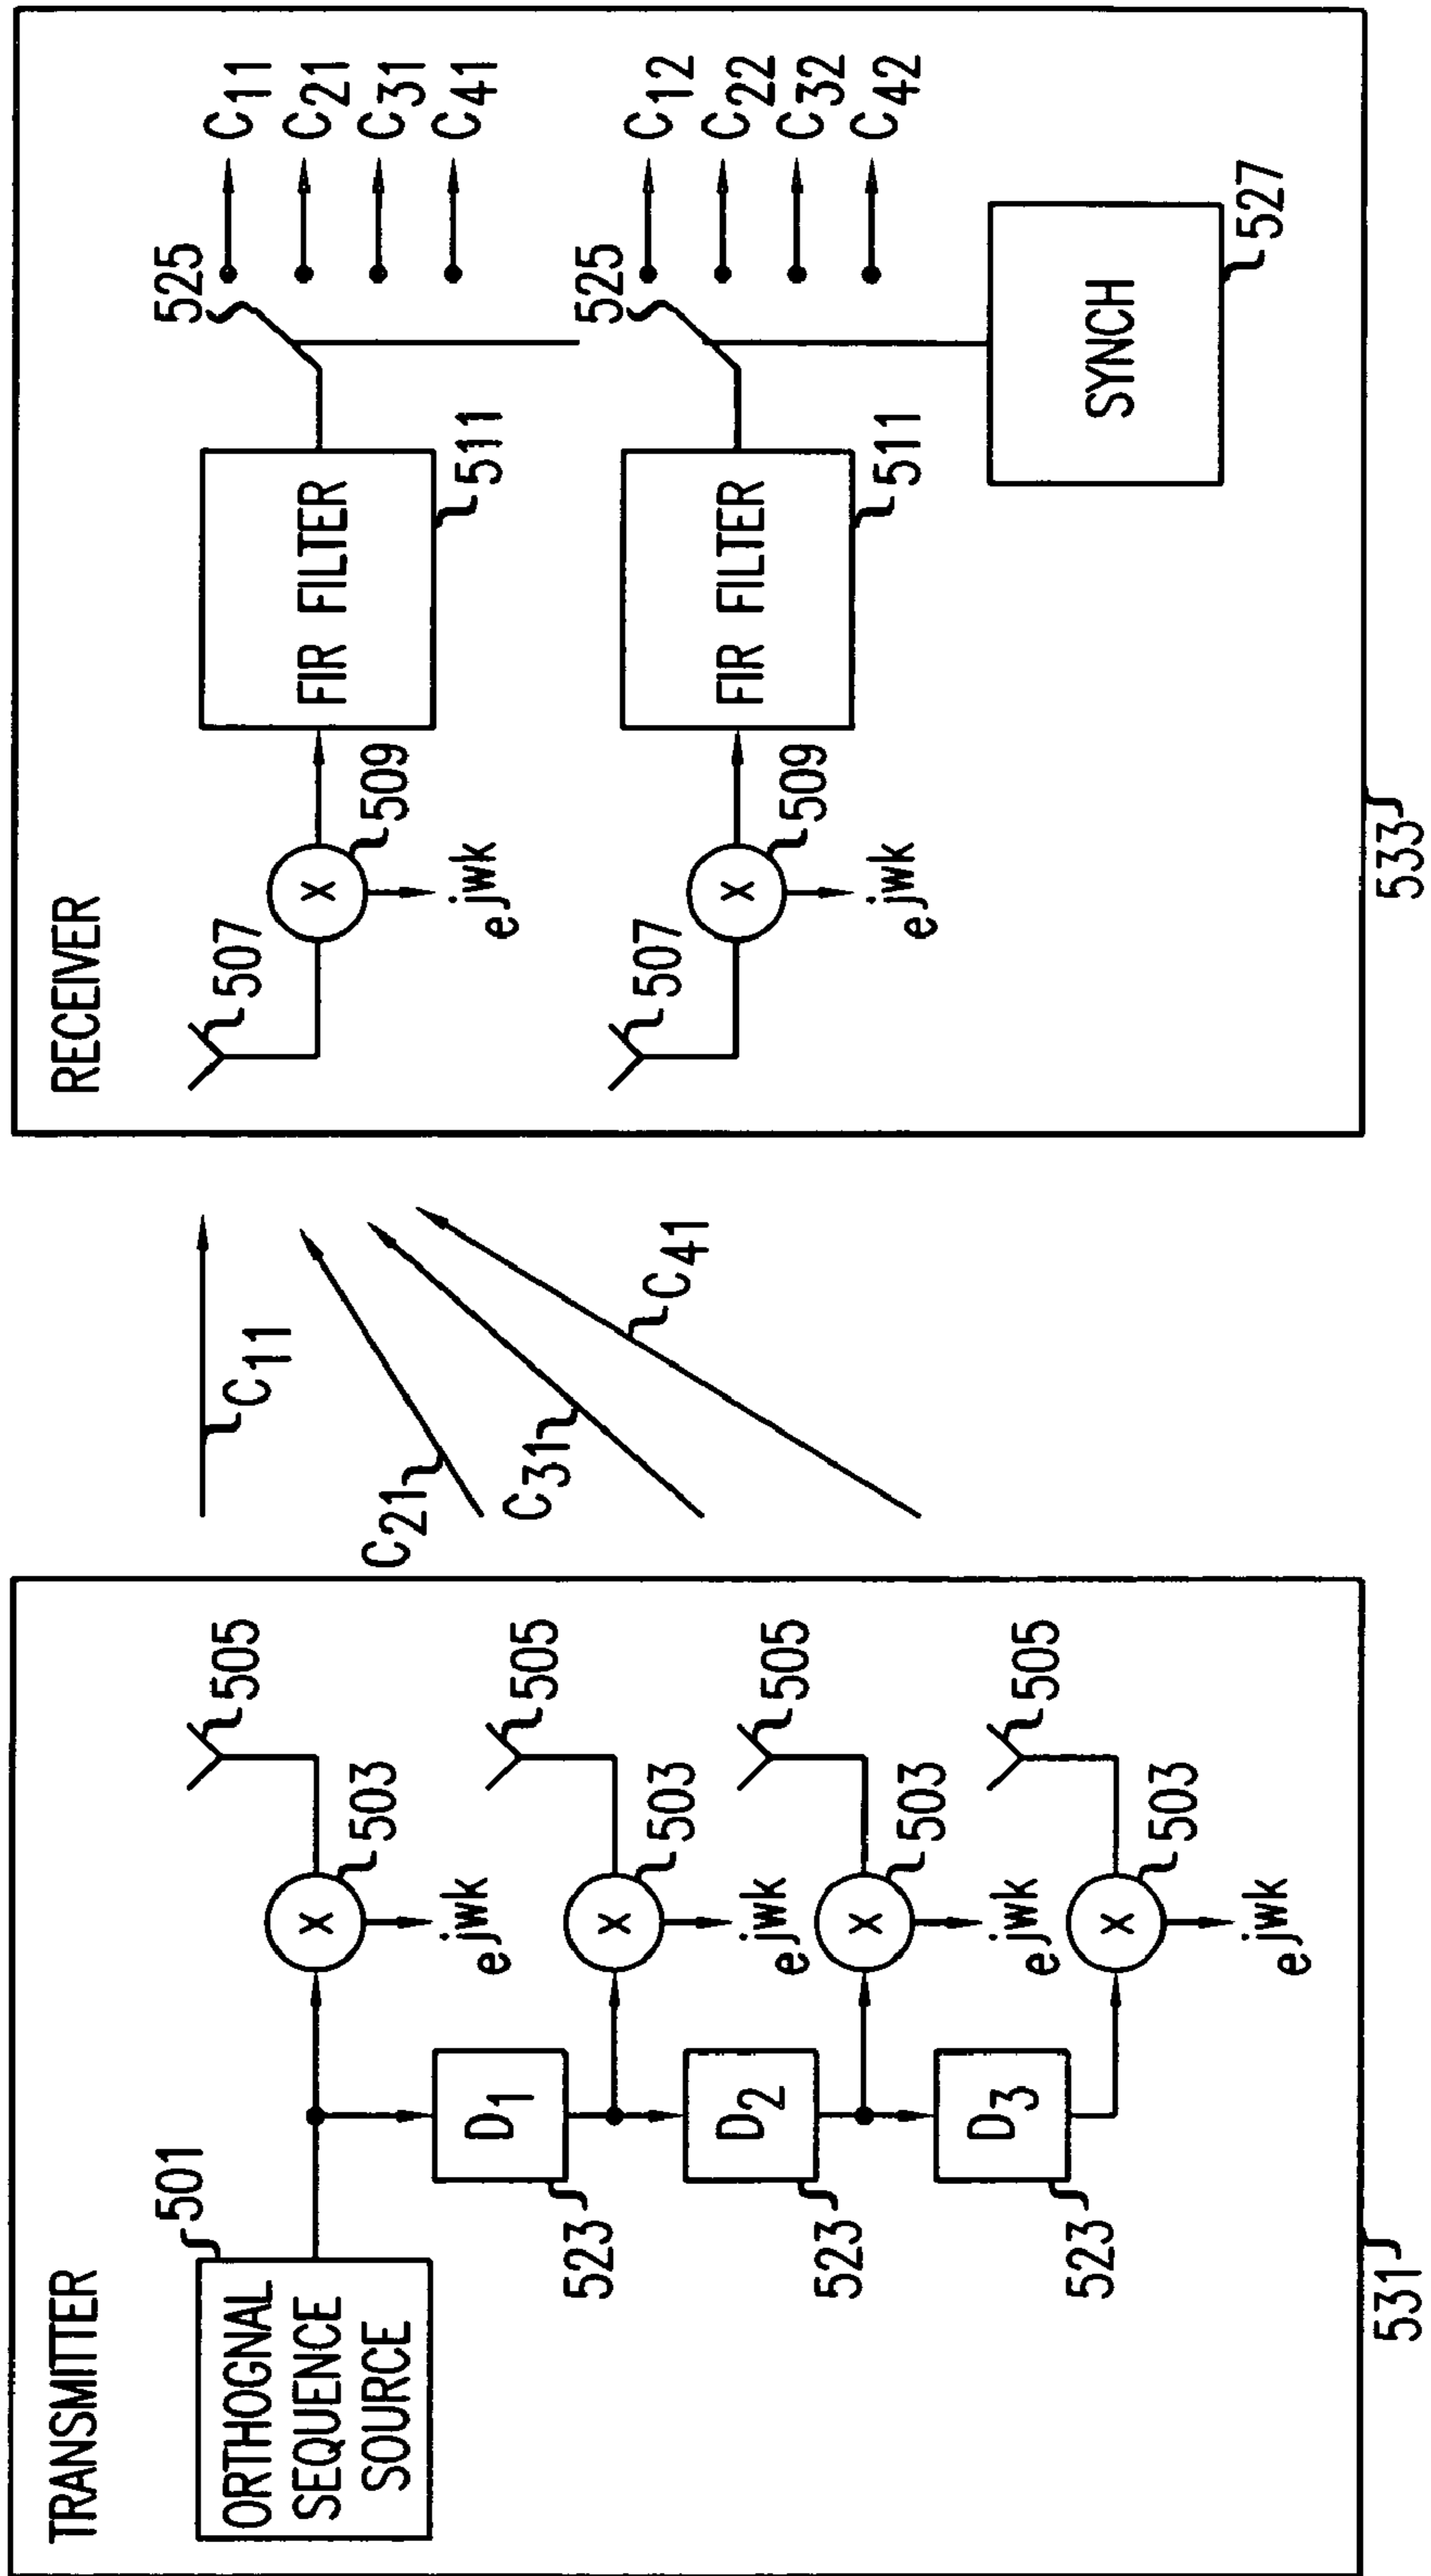 TRANSMITTER
501
ORTHOGNAL
SEQUENCE
SOURCE
505
503
e^jwk
D1
523
505
503
e^jwk
D2
523
505
503
e^jwk
D3
523
505
503
e^jwk
531
C11
C21
C31
C41
RECEIVER
507
509
e^jwk
FIR FILTER
511
525
C11
C21
C31
C41
507
509
e^jwk
FIR FILTER
511
525
C12
C22
C32
C42
SYNCH
527
533